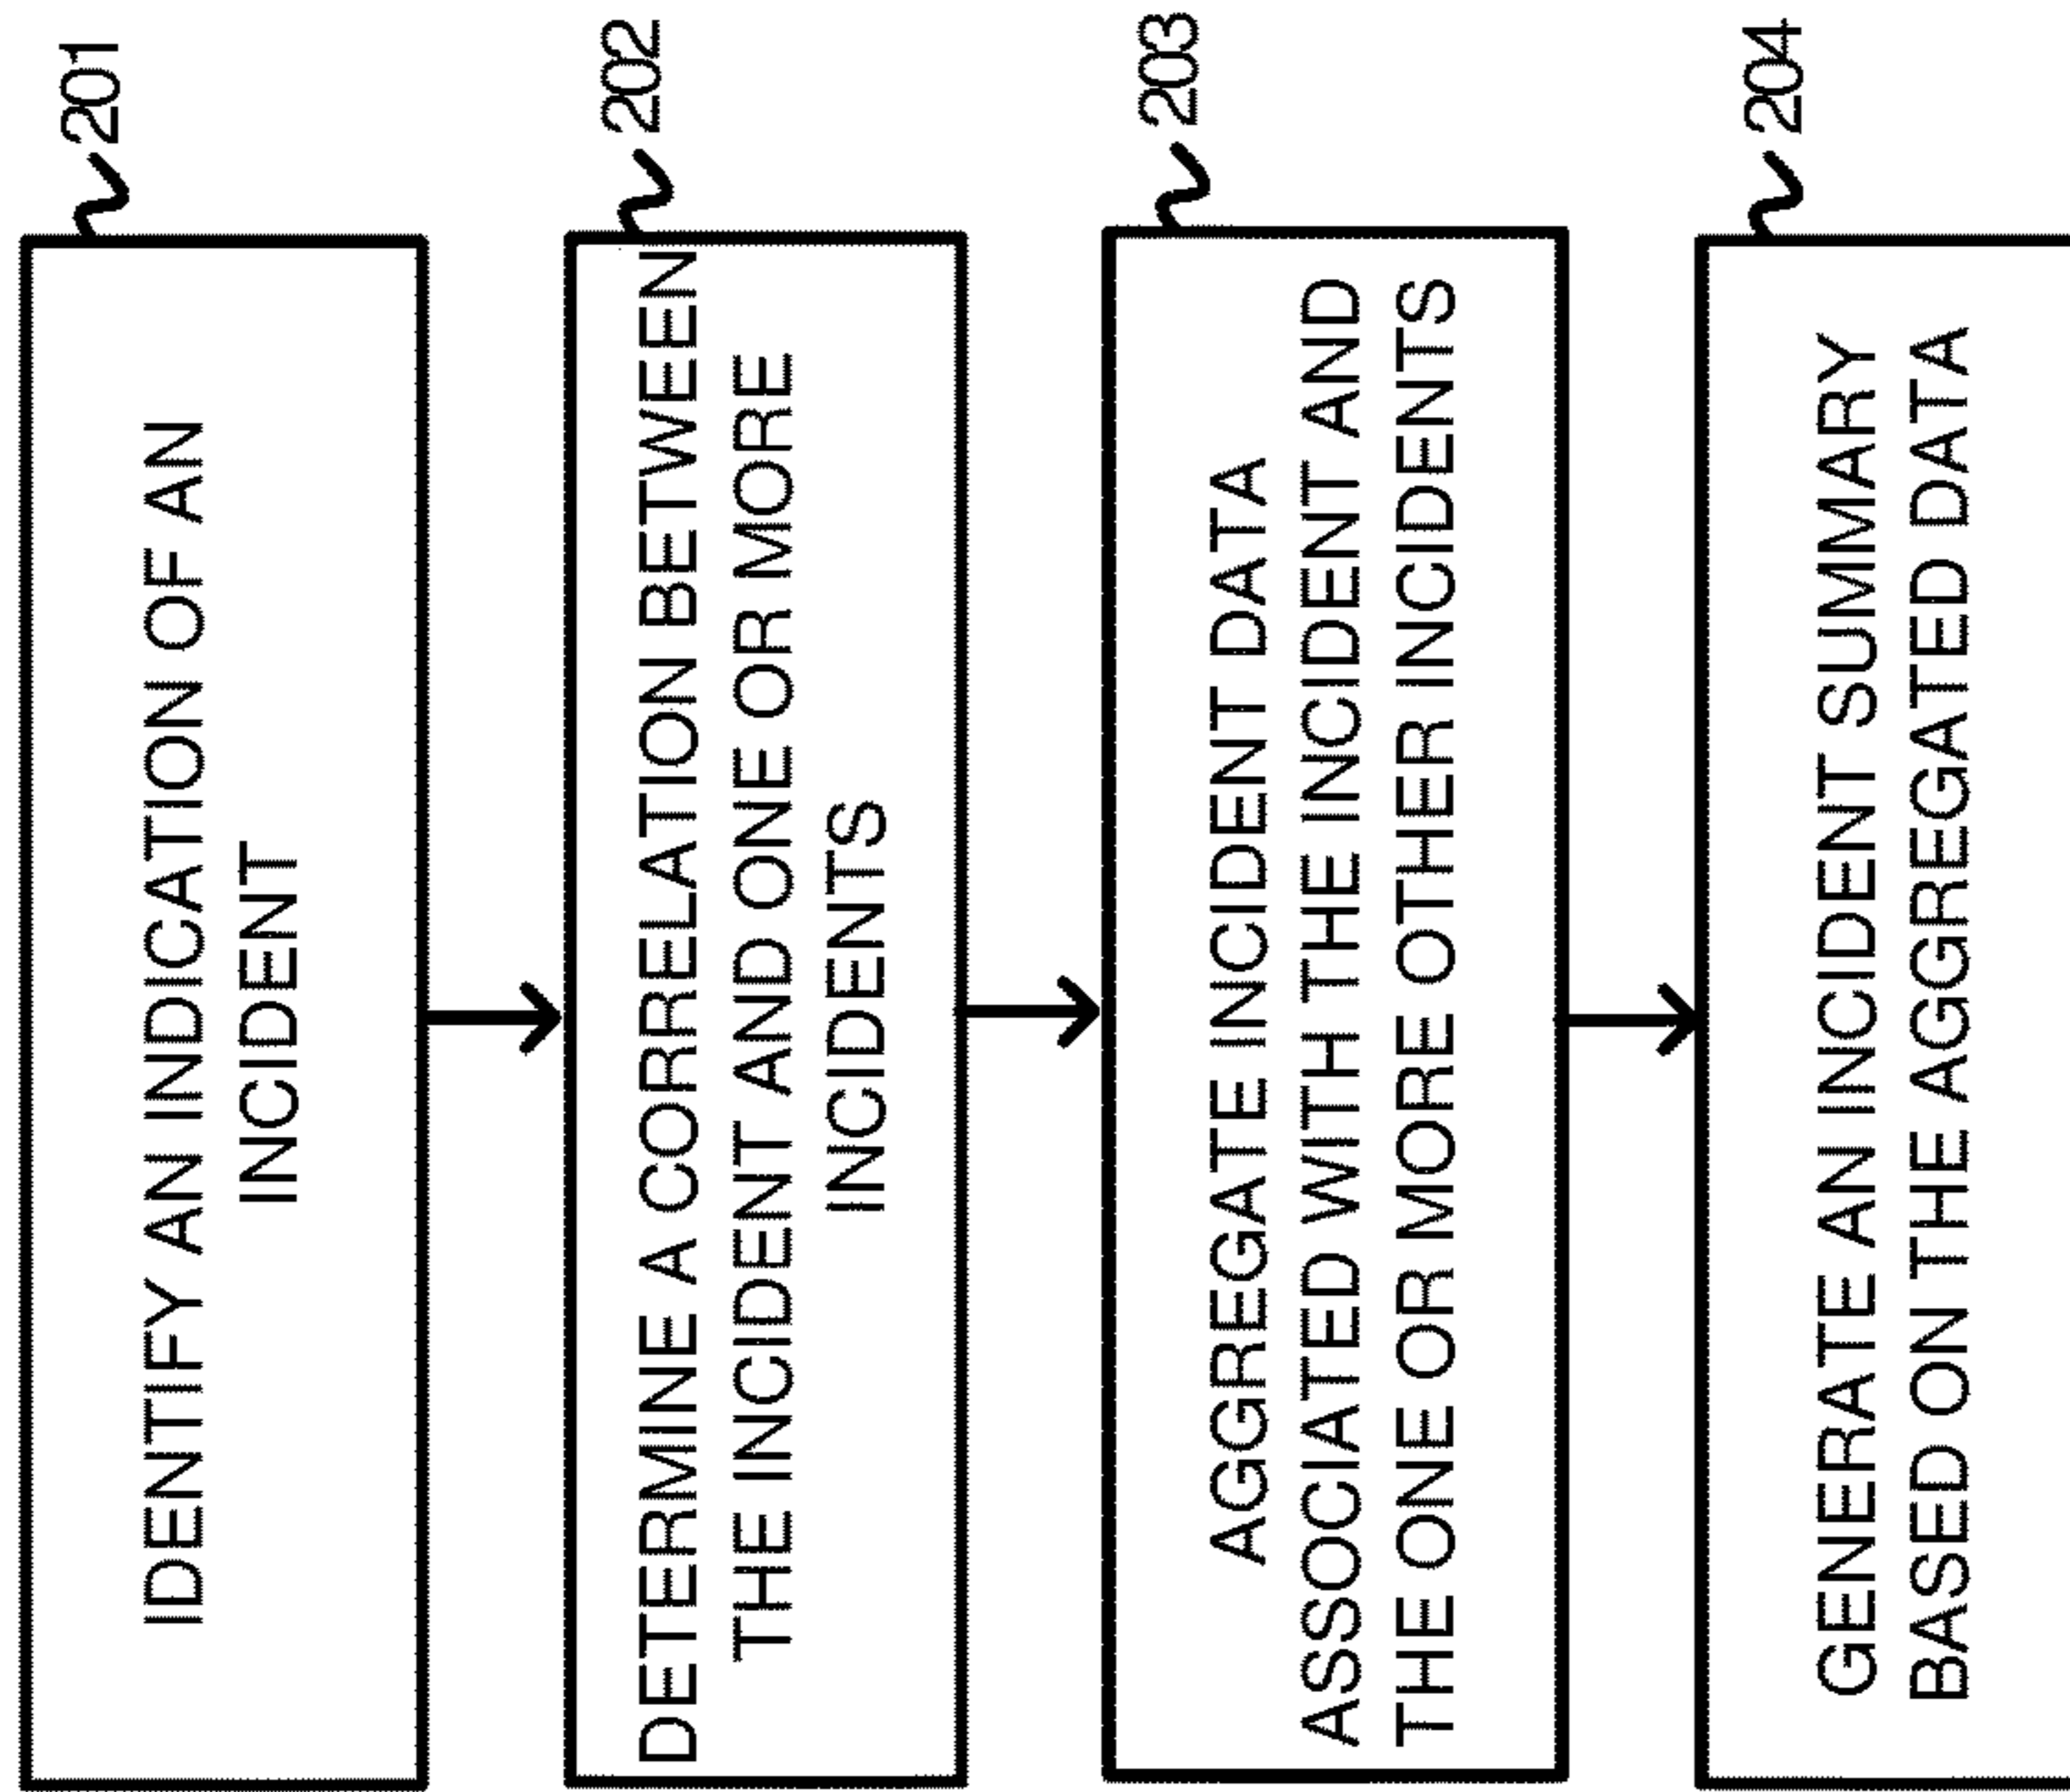 201
IDENTIFY AN INDICATION OF AN
INCIDENT
202
DETERMINE A CORRELATION BETWEEN
THE INCIDENT AND ONE OR MORE
INCIDENTS
203
AGGREGATE INCIDENT DATA
ASSOCIATED WITH THE INCIDENT AND
THE ONE OR MORE OTHER INCIDENTS
204
GENERATE AN INCIDENT SUMMARY
BASED ON THE AGGREGATED DATA